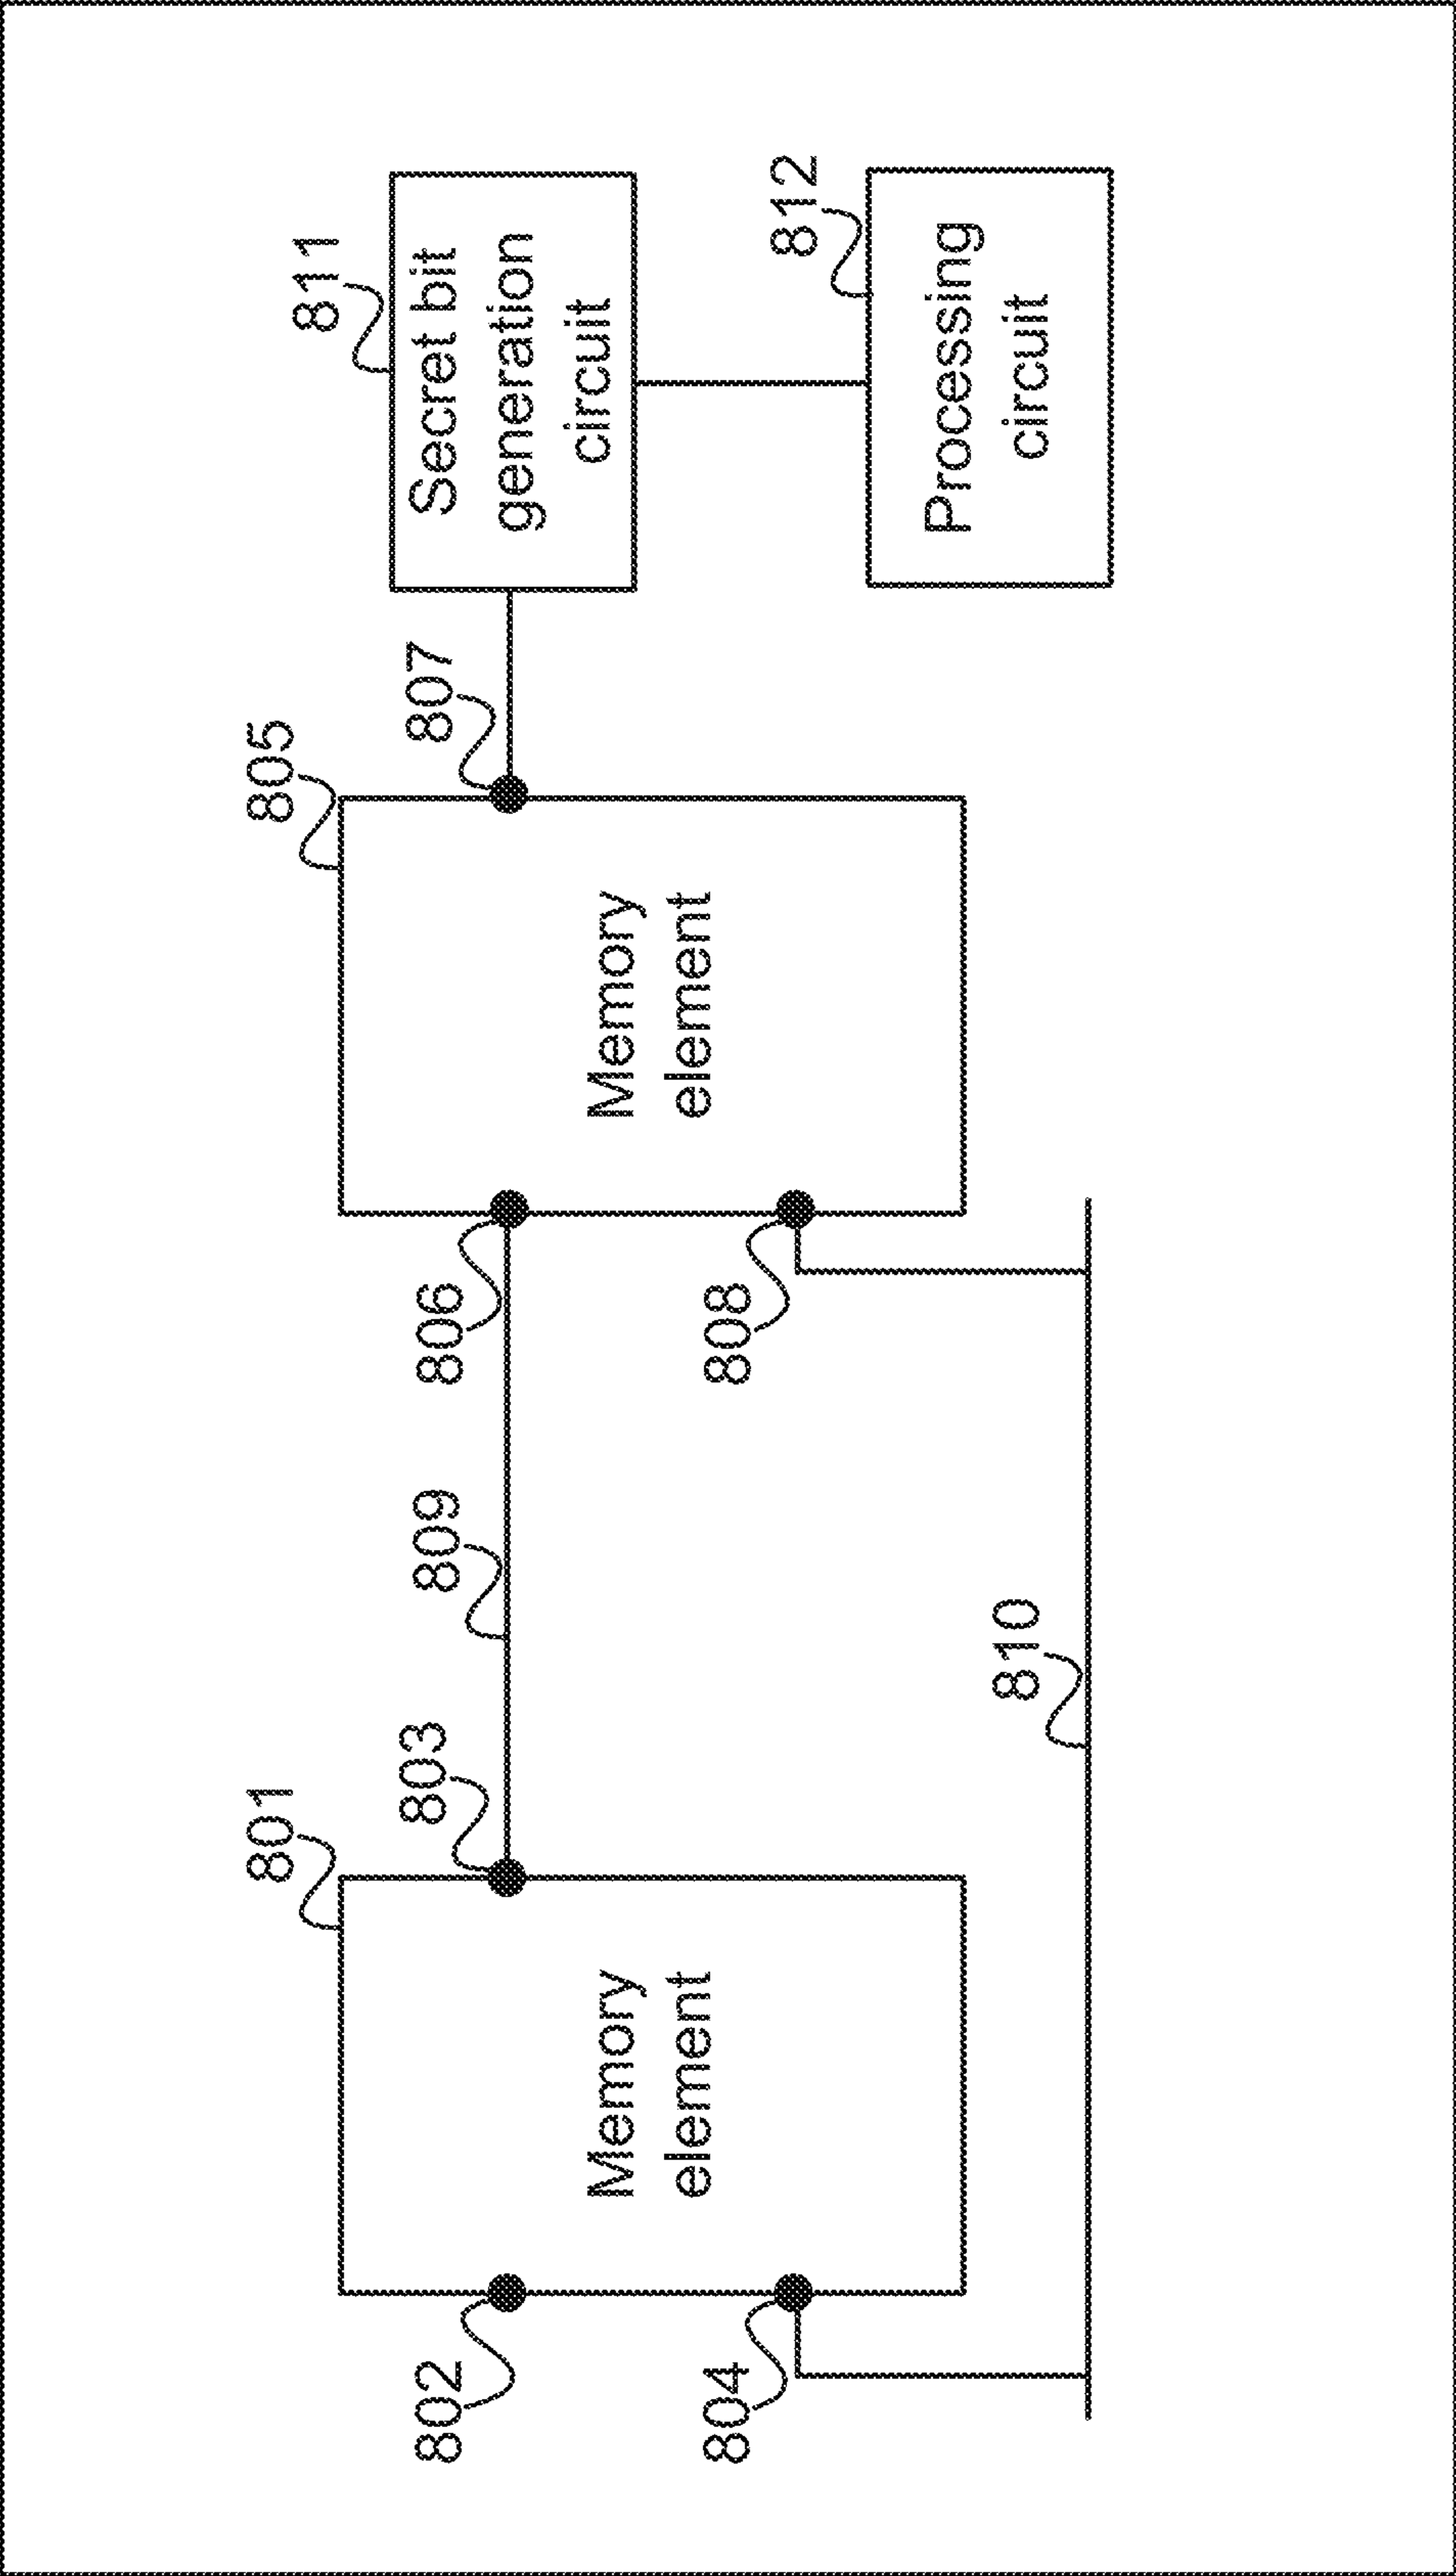 801
Memory
element
802
803
804
809
805
Memory
element
806
807
808
810
811
Secret bit
generation
circuit
812
Processing
circuit